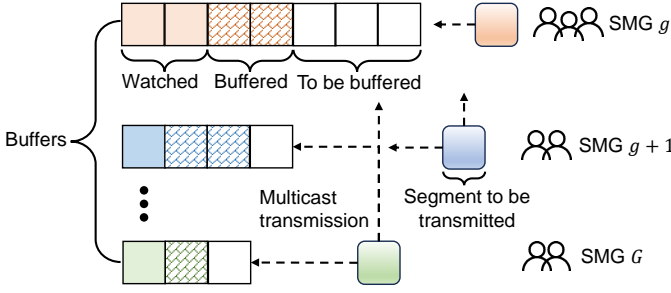 SMG g
Watched Buffered To be buffered
Buffers
SMG g + 1
Multicast
transmission
Segment to be
transmitted
SMG G